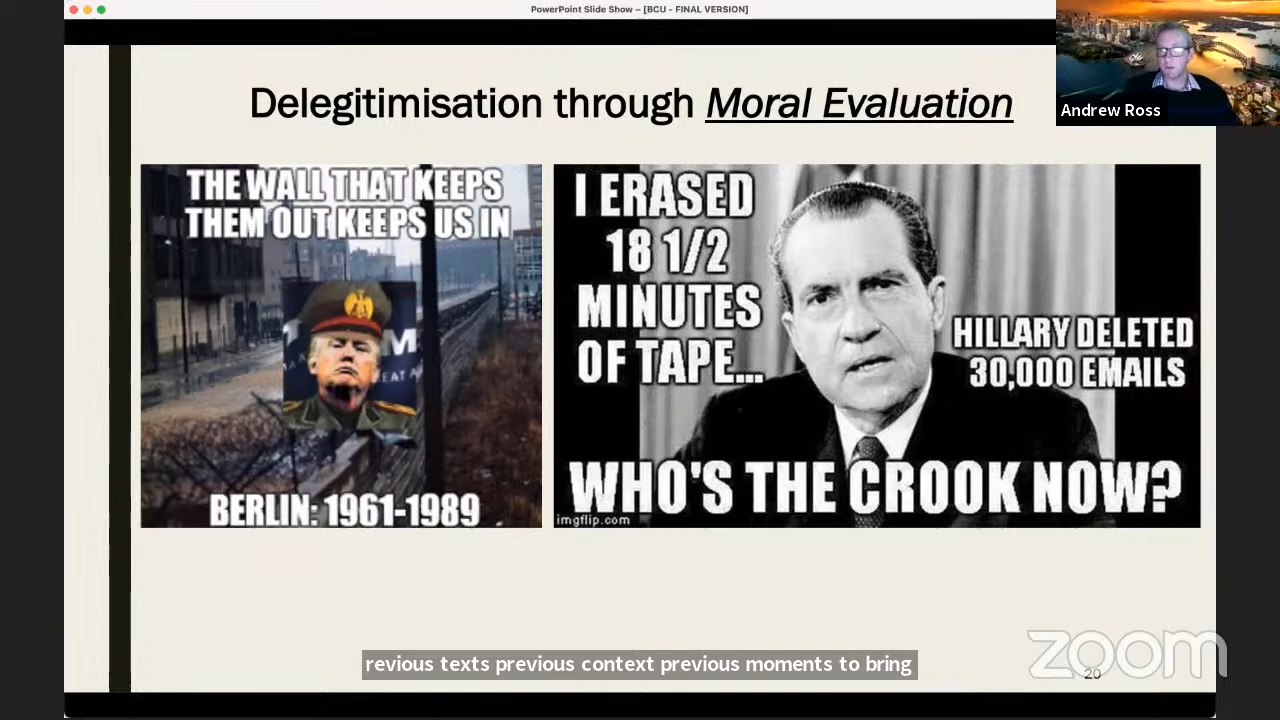 PowerPoint Slide Show – [BCU - FINAL VERSION]
Andrew Ross
Delegitimisation through Moral Evaluation
THE WALL THAT KEEPS
THEM OUT KEEPS US IN
BERLIN: 1961-1989
I ERASED
18 1/2
MINUTES
OF TAPE...
HILLARY DELETED
30,000 EMAILS
WHO'S THE CROOK NOW?
imgflip.com
revious texts previous context previous moments to bring
zoom
20